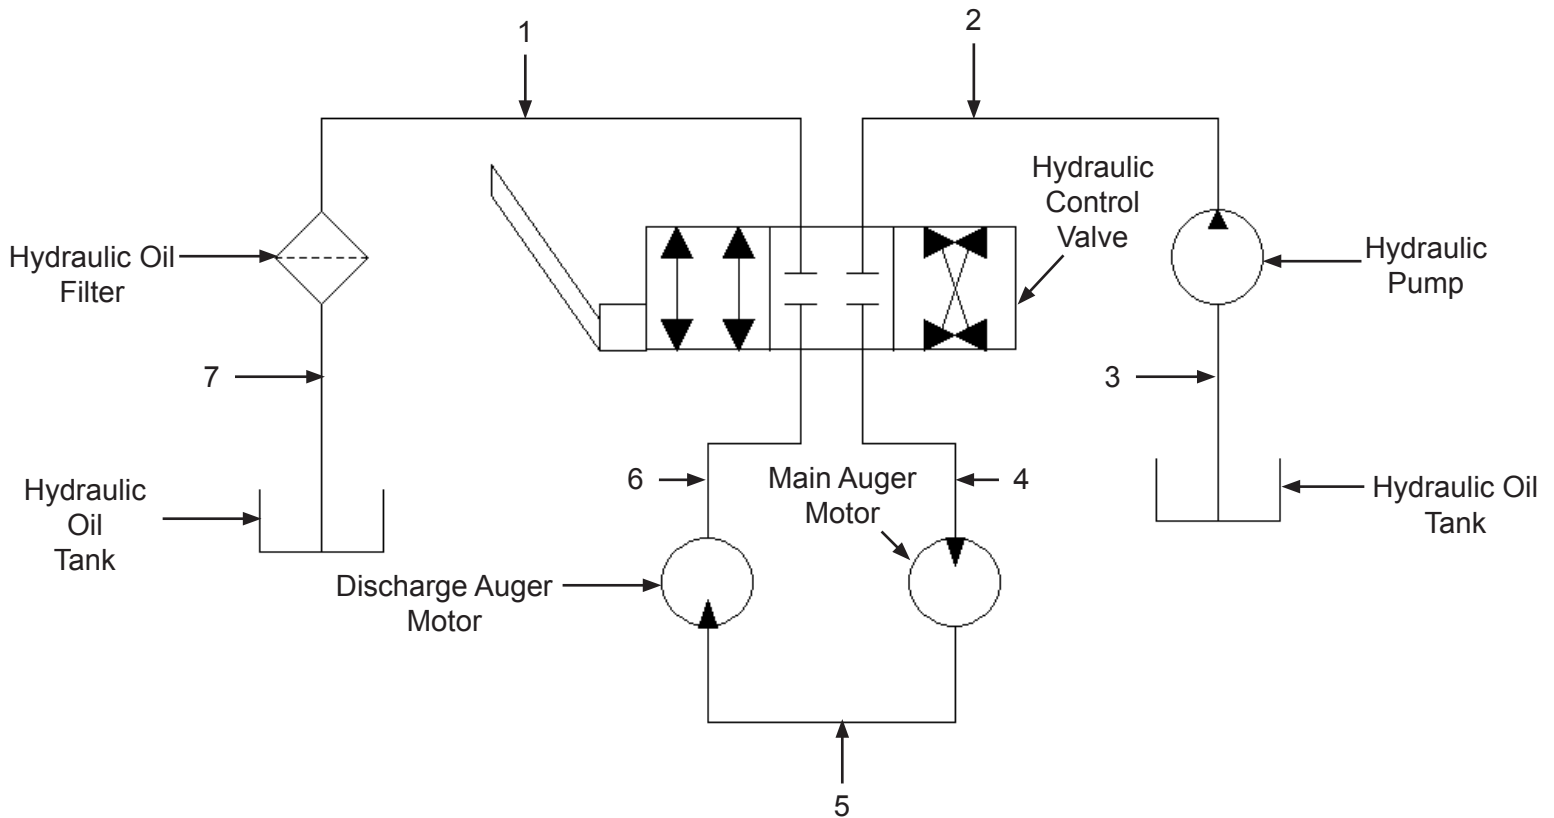 1
2
Hydraulic
Control
Valve
Hydraulic Oil
Filter
Hydraulic
Pump
7
3
6
Main Auger
Motor
4
Hydraulic
Oil
Tank
Hydraulic Oil
Tank
Discharge Auger
Motor
5